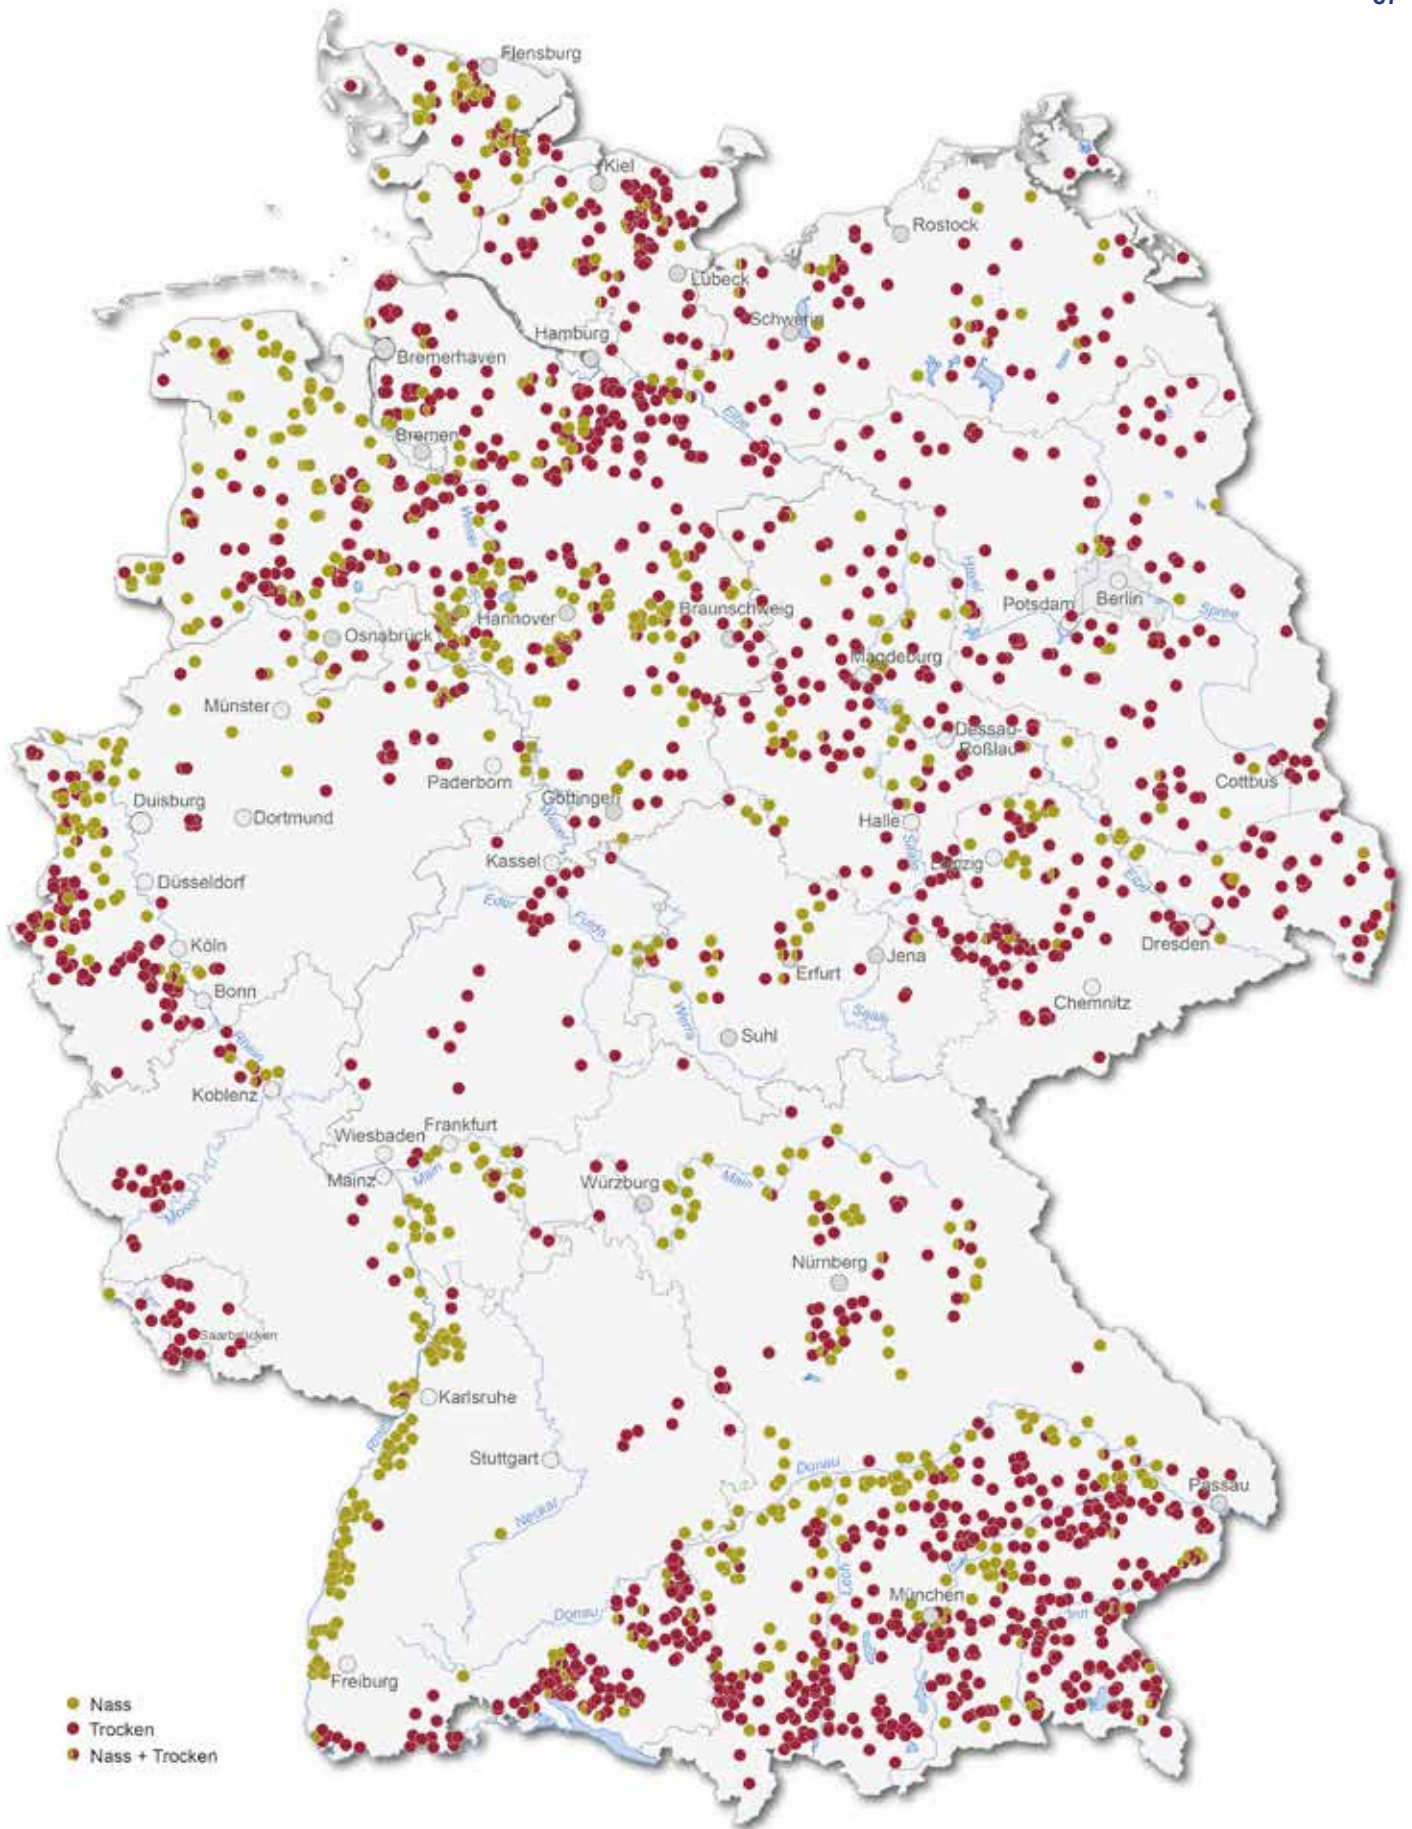 Flensburg
Kiel
Rostock
Lübeck
Schwerin
Hamburg
Bremerhaven
Elbe
Bremen
Weser
Havel
Potsdam
Berlin
Spree
Hannover
Braunschweig
Osnabrück
Magdeburg
Münster
Dessau-
Roßlau
Paderborn
Cottbus
Duisburg
Göttingen
Dortmund
Weser
Halle
Kassel
Saale
Leipzig
Düsseldorf
Elbe
Eder
Fulda
Köln
Dresden
Erfurt
Jena
Bonn
Chemnitz
Saale
Werra
Suhl
Rhein
Koblenz
Frankfurt
Wiesbaden
Main
Mainz
Würzburg
Main
Mosel
Nürnberg
Saarbrücken
Karlsruhe
Rhein
Stuttgart
Donau
Passau
Neckar
Lech
Isar
München
Donau
Inn
Freiburg
Nass
Trocken
Nass + Trocken